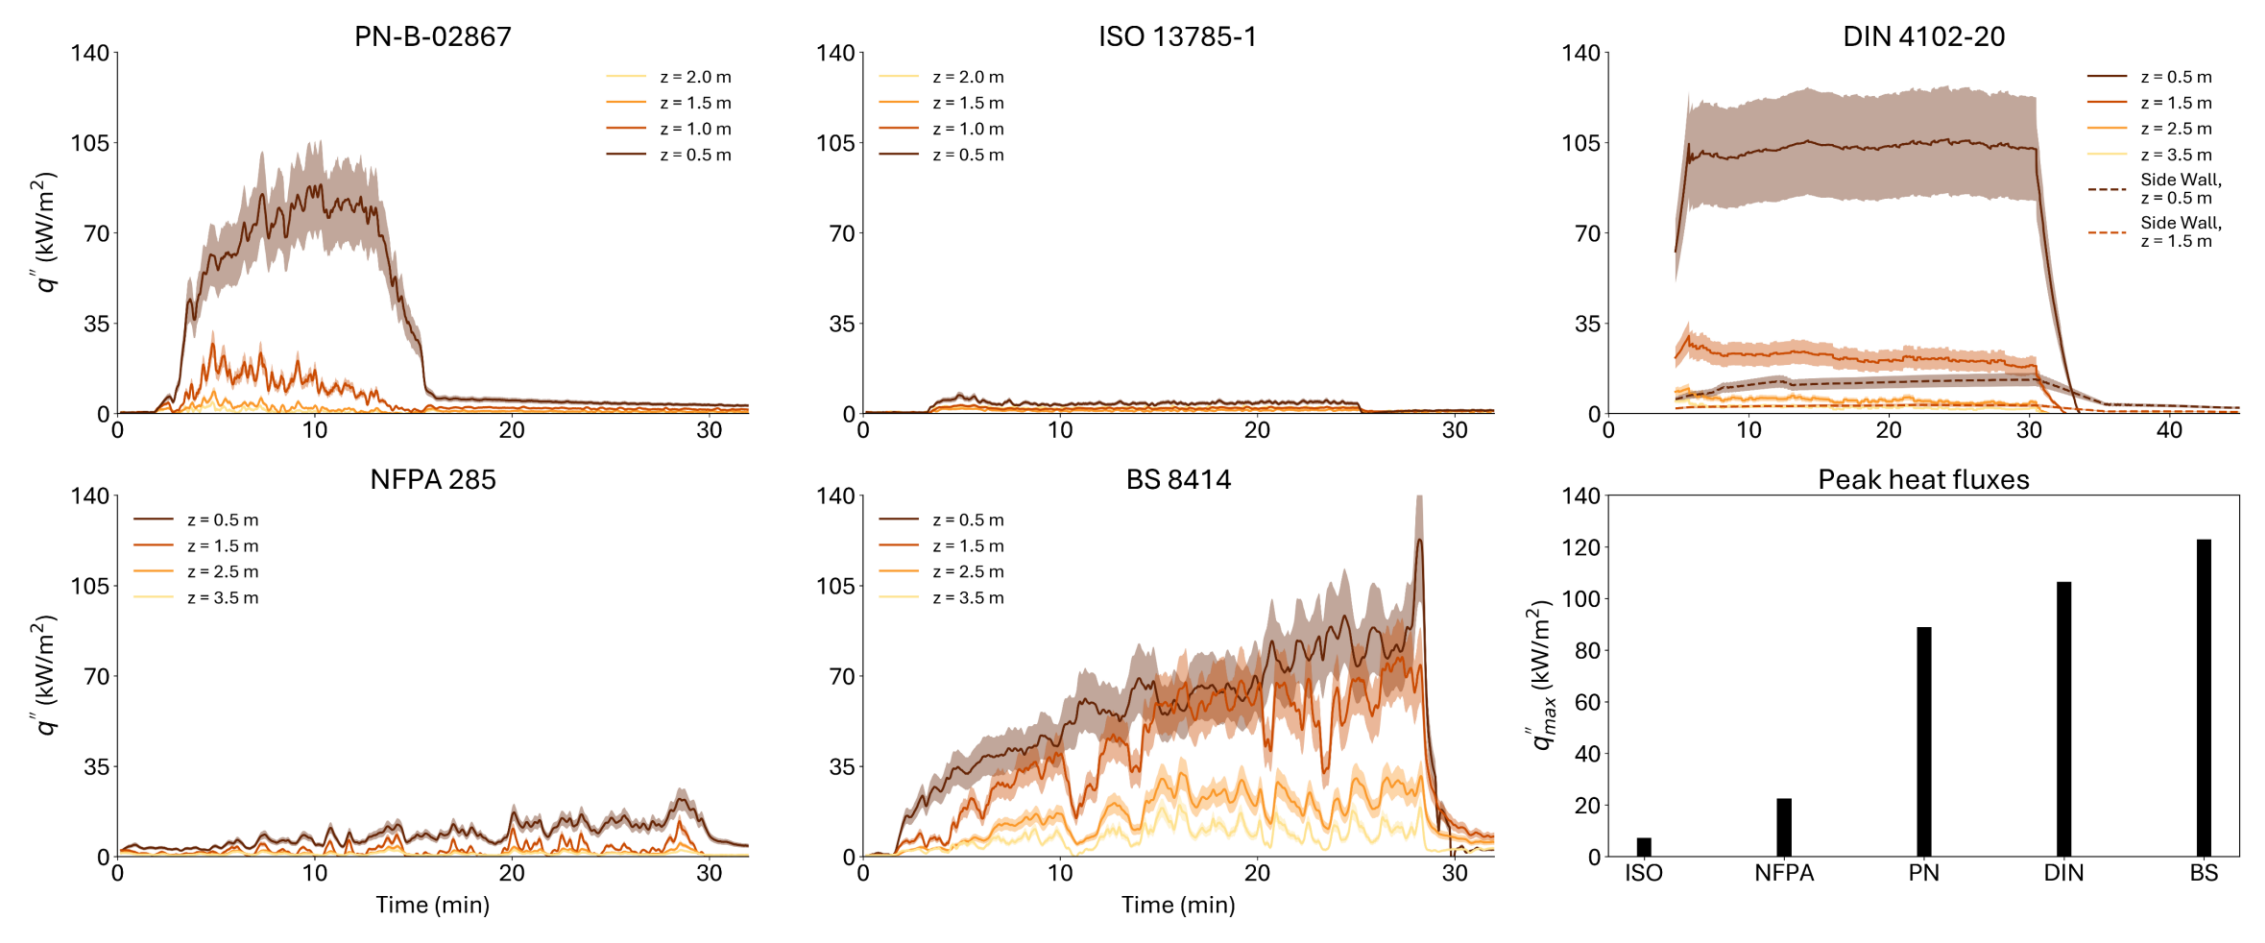 PN-B-02867
140
105
70
35
0
0
10
20
30
q″ (kW/m²)
z = 2.0 m
z = 1.5 m
z = 1.0 m
z = 0.5 m
ISO 13785-1
140
105
70
35
0
0
10
20
30
z = 2.0 m
z = 1.5 m
z = 1.0 m
z = 0.5 m
DIN 4102-20
140
105
70
35
0
0
10
20
30
40
z = 0.5 m
z = 1.5 m
z = 2.5 m
z = 3.5 m
Side Wall,
z = 0.5 m
Side Wall,
z = 1.5 m
NFPA 285
140
105
70
35
0
0
10
20
30
q″ (kW/m²)
Time (min)
z = 0.5 m
z = 1.5 m
z = 2.5 m
z = 3.5 m
BS 8414
140
105
70
35
0
0
10
20
30
Time (min)
z = 0.5 m
z = 1.5 m
z = 2.5 m
z = 3.5 m
Peak heat fluxes
140
120
100
80
60
40
20
0
q″max (kW/m²)
ISO
NFPA
PN
DIN
BS